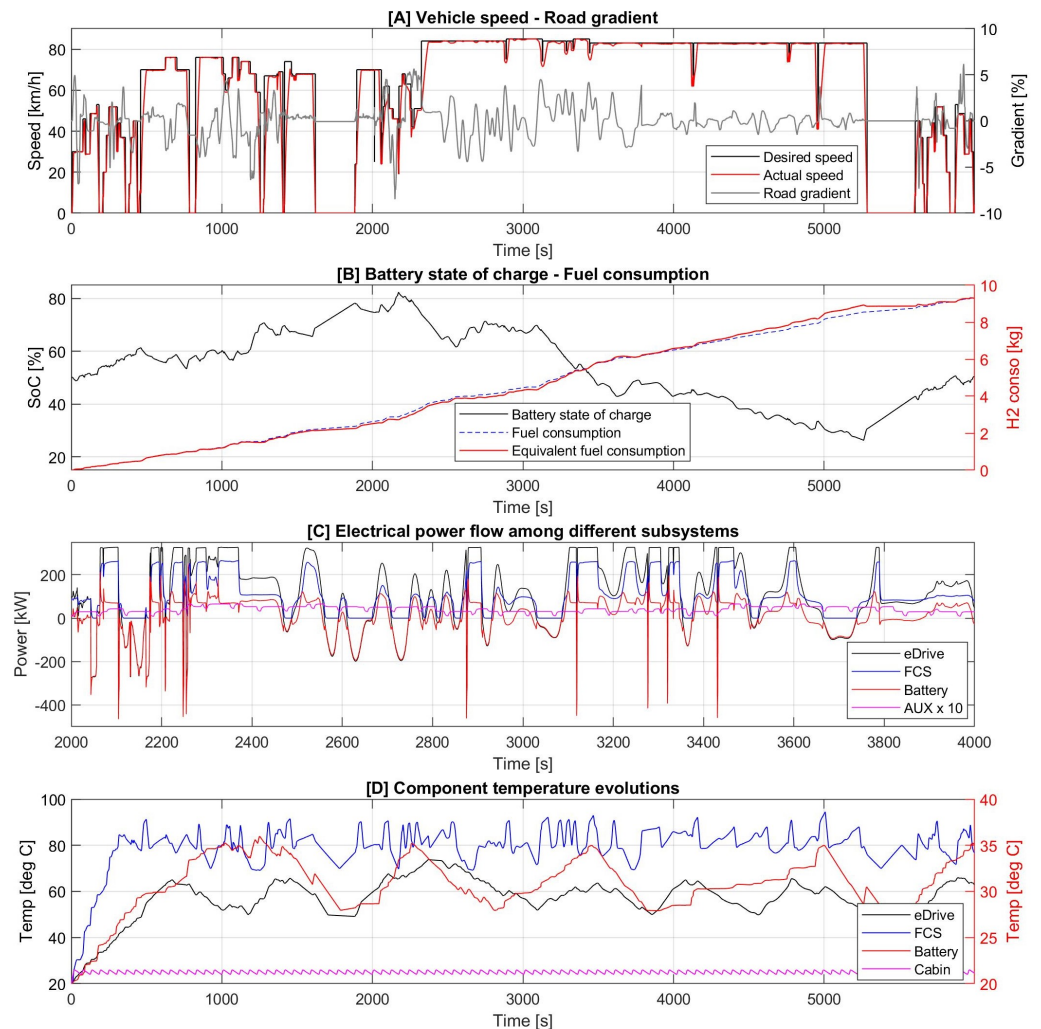 [A] Vehicle speed - Road gradient
80
60
40
20
0
Speed [km/h]
10
5
0
-5
-10
Gradient [%]
Desired speed
Actual speed
Road gradient
0 1000 2000 3000 4000 5000
Time [s]
[B] Battery state of charge - Fuel consumption
80
60
40
20
SoC [%]
10
8
6
4
2
0
H2 conso [kg]
Battery state of charge
Fuel consumption
Equivalent fuel consumption
0 1000 2000 3000 4000 5000
Time [s]
[C] Electrical power flow among different subsystems
200
0
-200
-400
Power [kW]
eDrive
FCS
Battery
AUX x 10
2000 2200 2400 2600 2800 3000 3200 3400 3600 3800 4000
Time [s]
[D] Component temperature evolutions
100
80
60
40
20
Temp [deg C]
40
35
30
25
20
Temp [deg C]
eDrive
FCS
Battery
Cabin
0 1000 2000 3000 4000 5000
Time [s]